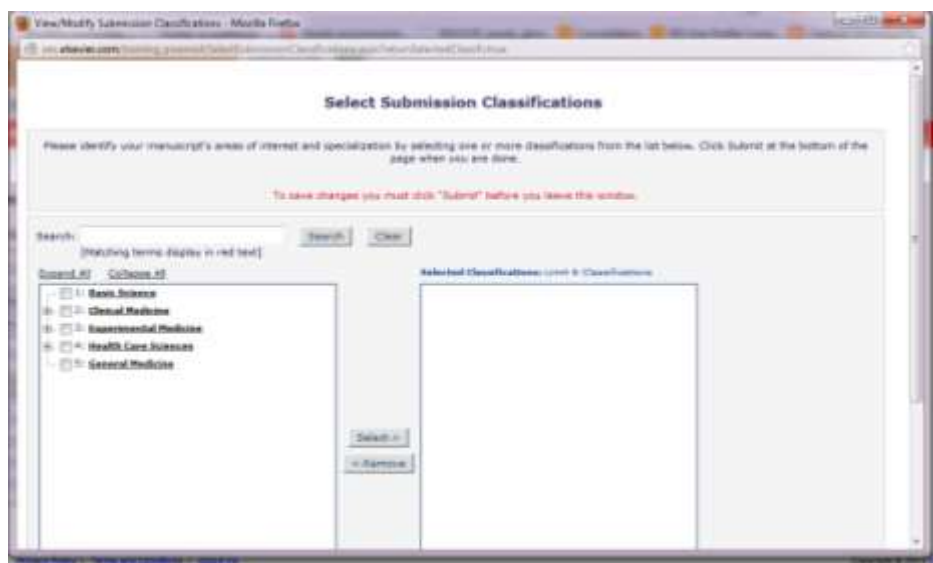 View/Modify Submission Classifications - Mozilla Firefox
Select Submission Classifications
Please identify your manuscript's areas of interest and specialization by selecting one or more classifications from the list below. Click Submit at the bottom of the
page when you are done.
To save changes you must click "Submit" before you leave this window.
Search: Search Clear
[Matching terms display in red text]
Expand All Collapse All Selected Classifications: Limit
1: Basic Science
2: Clinical Medicine
3: Experimental Medicine
4: Health Care Sciences
5: General Medicine
Select >
< Remove